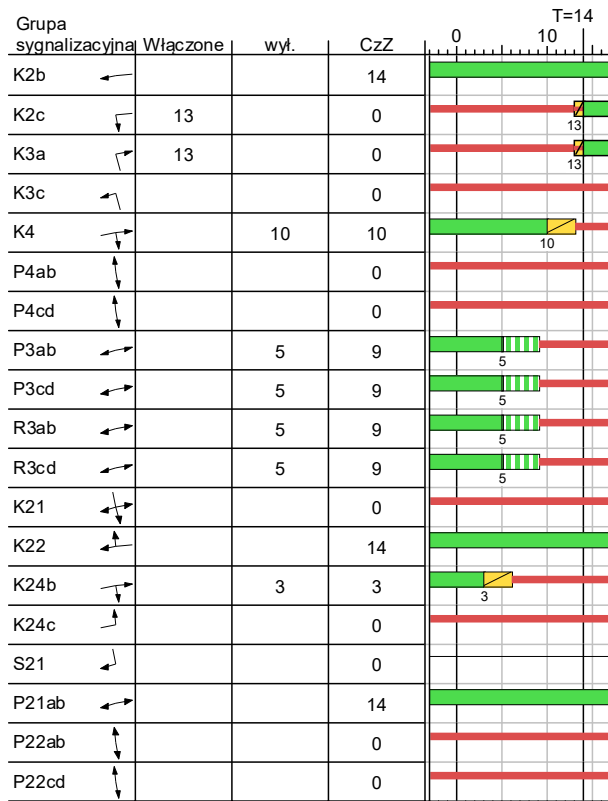 T=14
Grupa
sygnalizacyjna Włączone wył. CzZ 0 10
K2b 14
K2c 13 0 13
K3a 13 0 13
K3c 0
K4 10 10 10
P4ab 0
P4cd 0
P3ab 5 9 5
P3cd 5 9 5
R3ab 5 9 5
R3cd 5 9 5
K21 0
K22 14
K24b 3 3 3
K24c 0
S21 0
P21ab 14
P22ab 0
P22cd 0